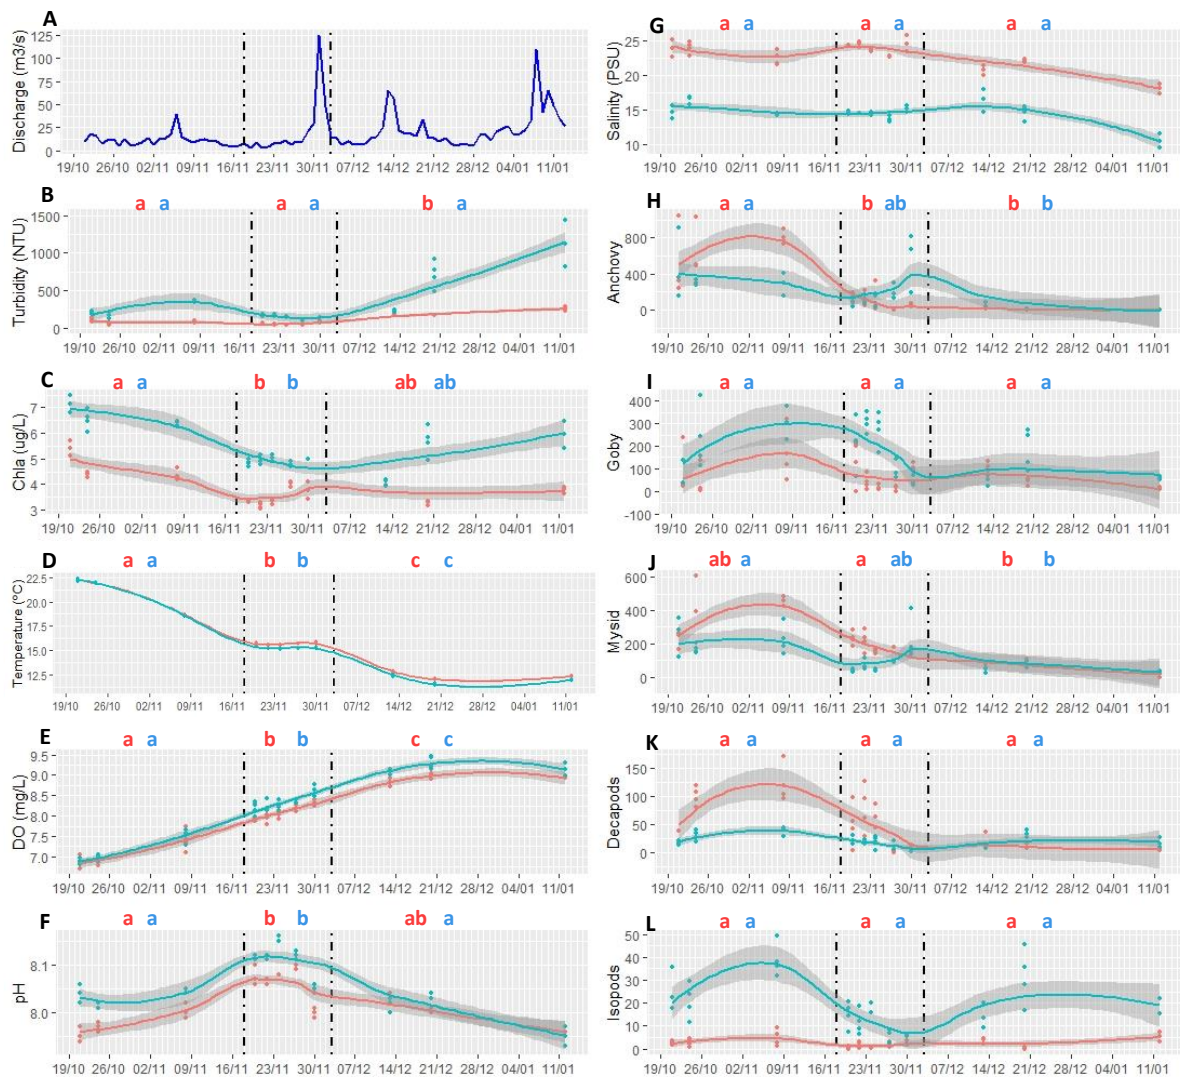 A
Discharge (m3/s)
125
100
75
50
25
0
19/10 26/10 02/11 09/11 16/11 23/11 30/11 07/12 14/12 21/12 28/12 04/01 11/01
B
a a a a b a
Turbidity (NTU)
1500
1000
500
0
19/10 26/10 02/11 09/11 16/11 23/11 30/11 07/12 14/12 21/12 28/12 04/01 11/01
C
a a b b ab ab
Chla (ug/L)
7
6
5
4
3
19/10 26/10 02/11 09/11 16/11 23/11 30/11 07/12 14/12 21/12 28/12 04/01 11/01
D
a a b b c c
Temperature (°C)
22.5
20.0
17.5
15.0
12.5
19/10 26/10 02/11 09/11 16/11 23/11 30/11 07/12 14/12 21/12 28/12 04/01 11/01
E
a a b b c c
DO (mg/L)
9.5
9.0
8.5
8.0
7.5
7.0
19/10 26/10 02/11 09/11 16/11 23/11 30/11 07/12 14/12 21/12 28/12 04/01 11/01
F
a a b b ab a
pH
8.1
8.0
19/10 26/10 02/11 09/11 16/11 23/11 30/11 07/12 14/12 21/12 28/12 04/01 11/01
G
a a a a a a
Salinity (PSU)
25
20
15
10
19/10 26/10 02/11 09/11 16/11 23/11 30/11 07/12 14/12 21/12 28/12 04/01 11/01
H
a a b ab b b
Anchovy
800
400
0
19/10 26/10 02/11 09/11 16/11 23/11 30/11 07/12 14/12 21/12 28/12 04/01 11/01
I
a a a a a a
Goby
400
300
200
100
0
-100
19/10 26/10 02/11 09/11 16/11 23/11 30/11 07/12 14/12 21/12 28/12 04/01 11/01
J
ab a a ab b b
Mysid
600
400
200
0
19/10 26/10 02/11 09/11 16/11 23/11 30/11 07/12 14/12 21/12 28/12 04/01 11/01
K
a a a a a a
Decapods
150
100
50
0
19/10 26/10 02/11 09/11 16/11 23/11 30/11 07/12 14/12 21/12 28/12 04/01 11/01
L
a a a a a a
Isopods
50
40
30
20
10
0
19/10 26/10 02/11 09/11 16/11 23/11 30/11 07/12 14/12 21/12 28/12 04/01 11/01